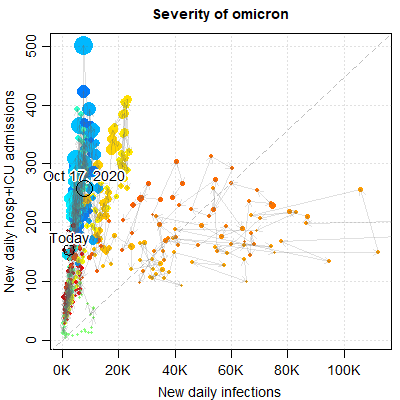 Severity of omicron
New daily hosp+ICU admissions
500
400
300
200
100
0
Oct 17, 2020
Today
0K 20K 40K 60K 80K 100K
New daily infections